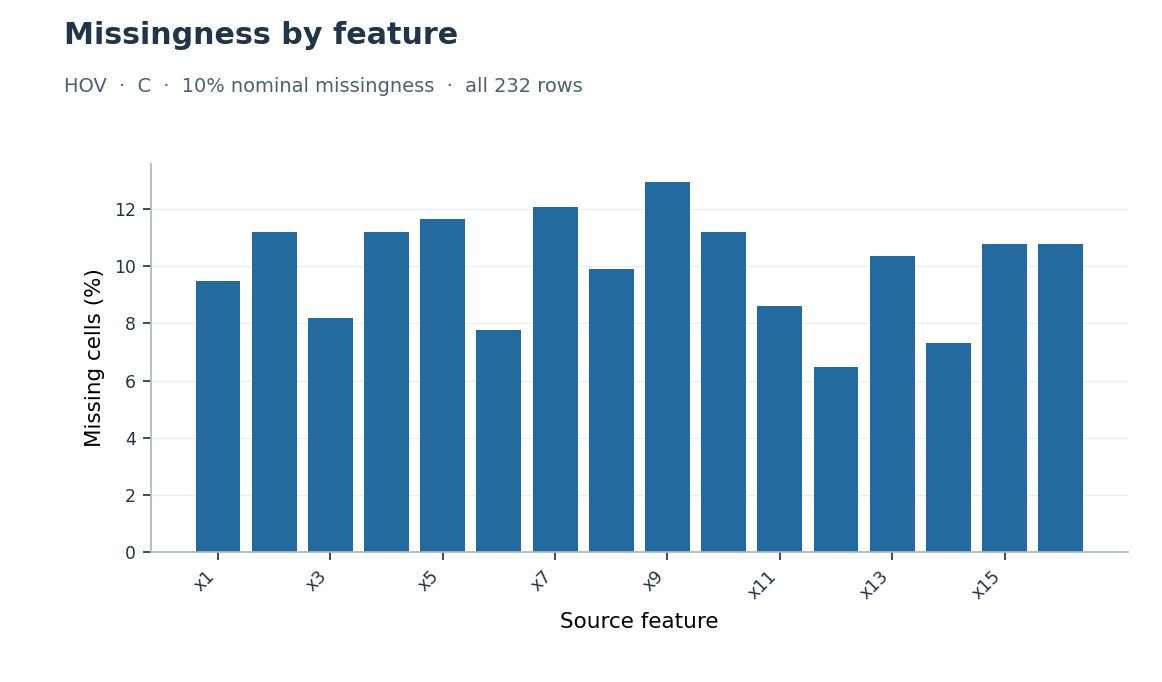 Missingness by feature
HOV · C · 10% nominal missingness · all 232 rows
12
10
8
6
4
2
0
Missing cells (%)
x1 x3 x5 x7 x9 x11 x13 x15
Source feature